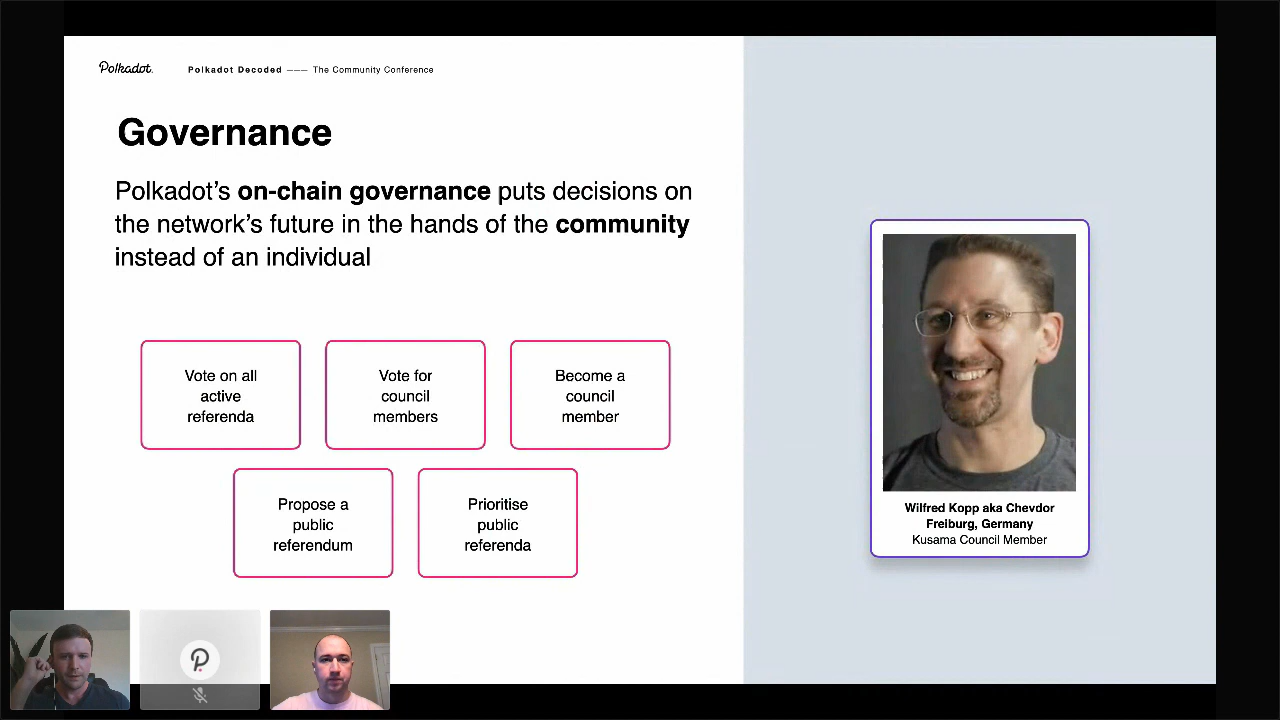 Polkadot.
Polkadot Decoded ─── The Community Conference
Governance
Polkadot’s on-chain governance puts decisions on
the network’s future in the hands of the community
instead of an individual
Vote on all
active
referenda
Vote for
council
members
Become a
council
member
Propose a
public
referendum
Prioritise
public
referenda
Wilfred Kopp aka Chevdor
Freiburg, Germany
Kusama Council Member